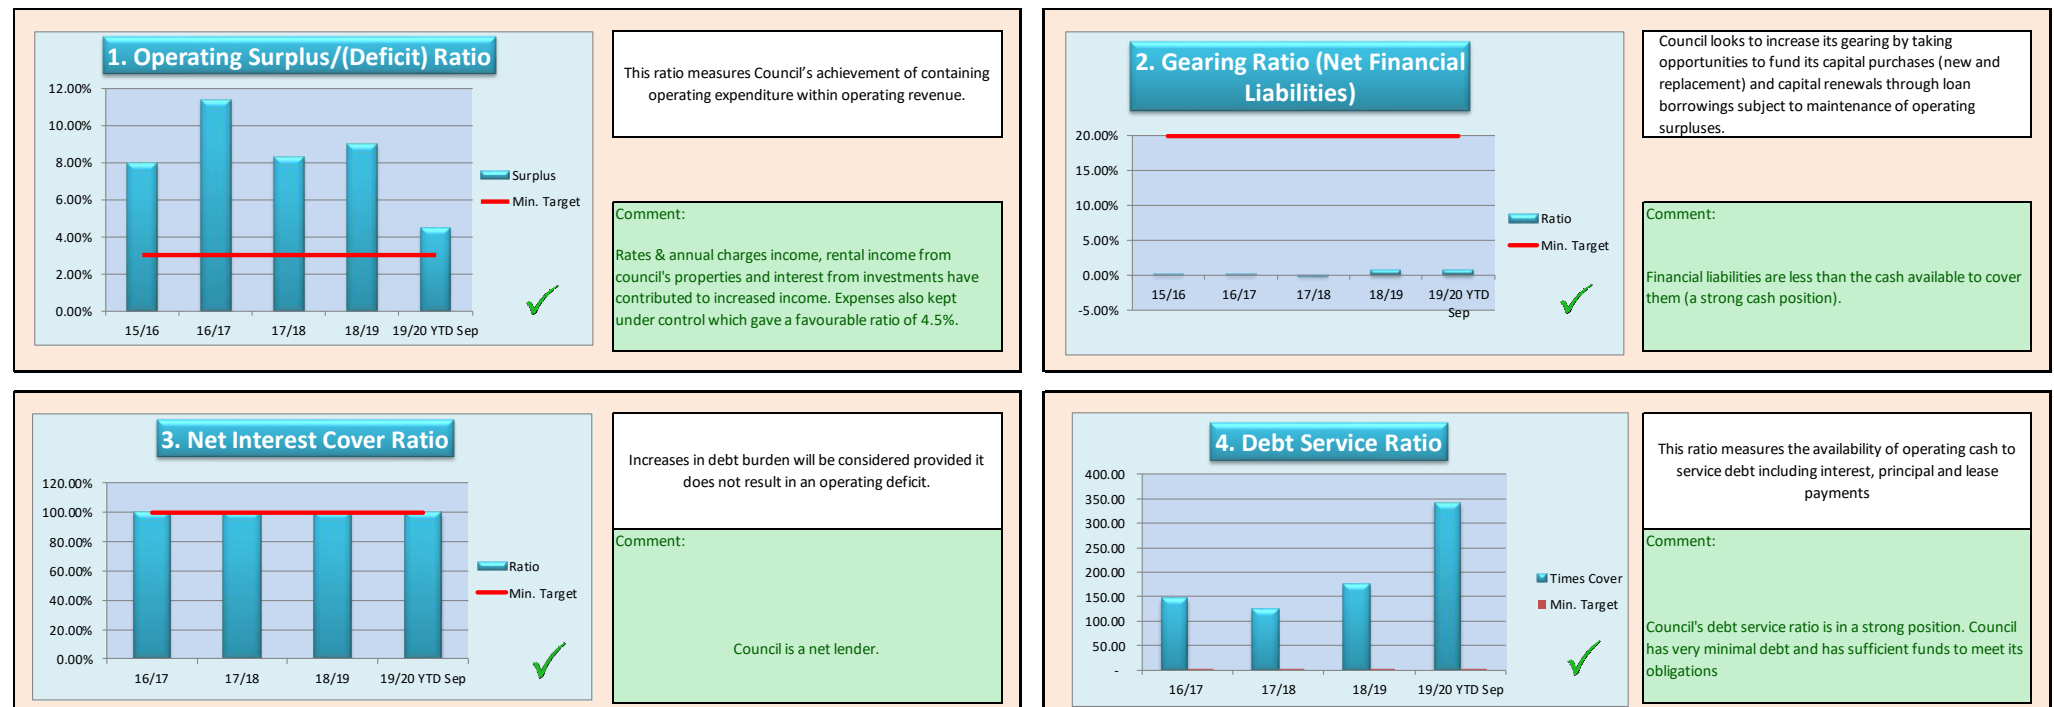 1. Operating Surplus/(Deficit) Ratio
12.00%
10.00%
8.00%
6.00%
4.00%
2.00%
0.00%
15/16
16/17
17/18
18/19
19/20 YTD Sep
Surplus
Min. Target
This ratio measures Council’s achievement of containing
operating expenditure within operating revenue.
Comment:
Rates & annual charges income, rental income from
council's properties and interest from investments have
contributed to increased income. Expenses also kept
under control which gave a favourable ratio of 4.5%.
2. Gearing Ratio (Net Financial
Liabilities)
20.00%
15.00%
10.00%
5.00%
0.00%
-5.00%
15/16
16/17
17/18
18/19
19/20 YTD
Sep
Ratio
Min. Target
Council looks to increase its gearing by taking
opportunities to fund its capital purchases (new and
replacement) and capital renewals through loan
borrowings subject to maintenance of operating
surpluses.
Comment:
Financial liabilities are less than the cash available to cover
them (a strong cash position).
3. Net Interest Cover Ratio
120.00%
100.00%
80.00%
60.00%
40.00%
20.00%
0.00%
16/17
17/18
18/19
19/20 YTD Sep
Ratio
Min. Target
Increases in debt burden will be considered provided it
does not result in an operating deficit.
Comment:
Council is a net lender.
4. Debt Service Ratio
400.00
350.00
300.00
250.00
200.00
150.00
100.00
50.00
-
16/17
17/18
18/19
19/20 YTD Sep
Times Cover
Min. Target
This ratio measures the availability of operating cash to
service debt including interest, principal and lease
payments
Comment:
Council's debt service ratio is in a strong position. Council
has very minimal debt and has sufficient funds to meet its
obligations